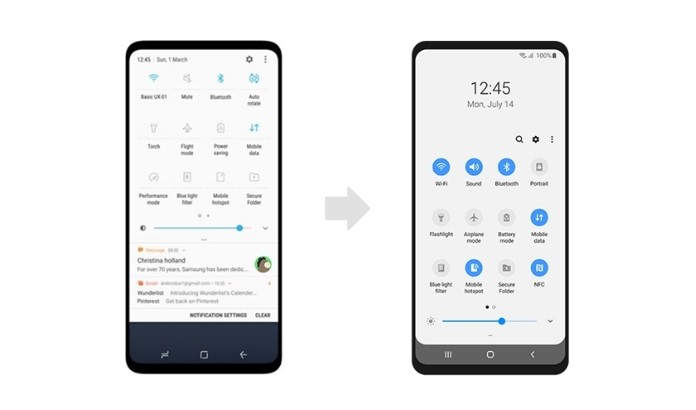 12:45 Sun, 1 March
Basic UX-01 Mute Bluetooth Auto rotate
Torch Flight mode Power saving Mobile data
Performance mode Blue light filter Mobile hotspot Secure Folder
Message 08:02
Christina holland
For over 70 years, Samsung has been dedic...
Email
Wunderlist Introducing Wunderlist's Calender...
Pinterest Get back on Pinterest
NOTIFICATION SETTINGS CLEAR
100%
12:45
Mon, July 14
Wi-Fi Sound Bluetooth Portrait
Flashlight Airplane mode Battery mode Mobile data
Blue light filter Mobile hotspot Secure Folder NFC